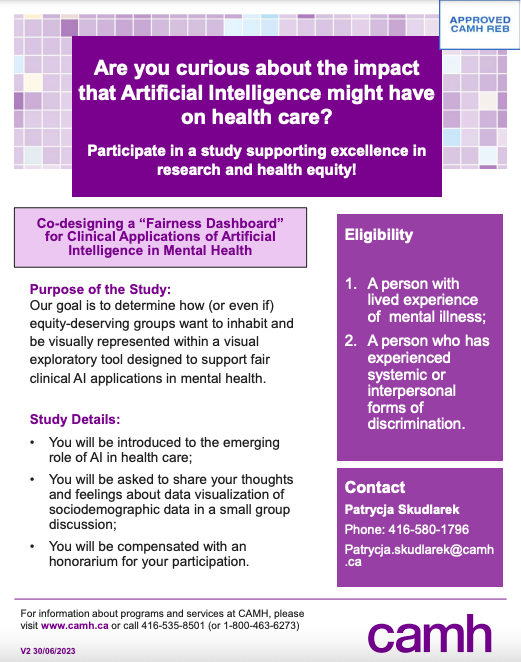 APPROVED
CAMH REB
Are you curious about the impact
that Artificial Intelligence might have
on health care?
Participate in a study supporting excellence in
research and health equity!
Co-designing a “Fairness Dashboard”
for Clinical Applications of Artificial
Intelligence in Mental Health
Purpose of the Study:
Our goal is to determine how (or even if)
equity-deserving groups want to inhabit and
be visually represented within a visual
exploratory tool designed to support fair
clinical AI applications in mental health.
Study Details:
• You will be introduced to the emerging
role of AI in health care;
• You will be asked to share your thoughts
and feelings about data visualization of
sociodemographic data in a small group
discussion;
• You will be compensated with an
honorarium for your participation.
Eligibility
1. A person with
lived experience
of mental illness;
2. A person who has
experienced
systemic or
interpersonal
forms of
discrimination.
Contact
Patrycja Skudlarek
Phone: 416-580-1796
Patrycja.skudlarek@camh
.ca
For information about programs and services at CAMH, please
visit www.camh.ca or call 416-535-8501 (or 1-800-463-6273)
V2 30/06/2023
camh